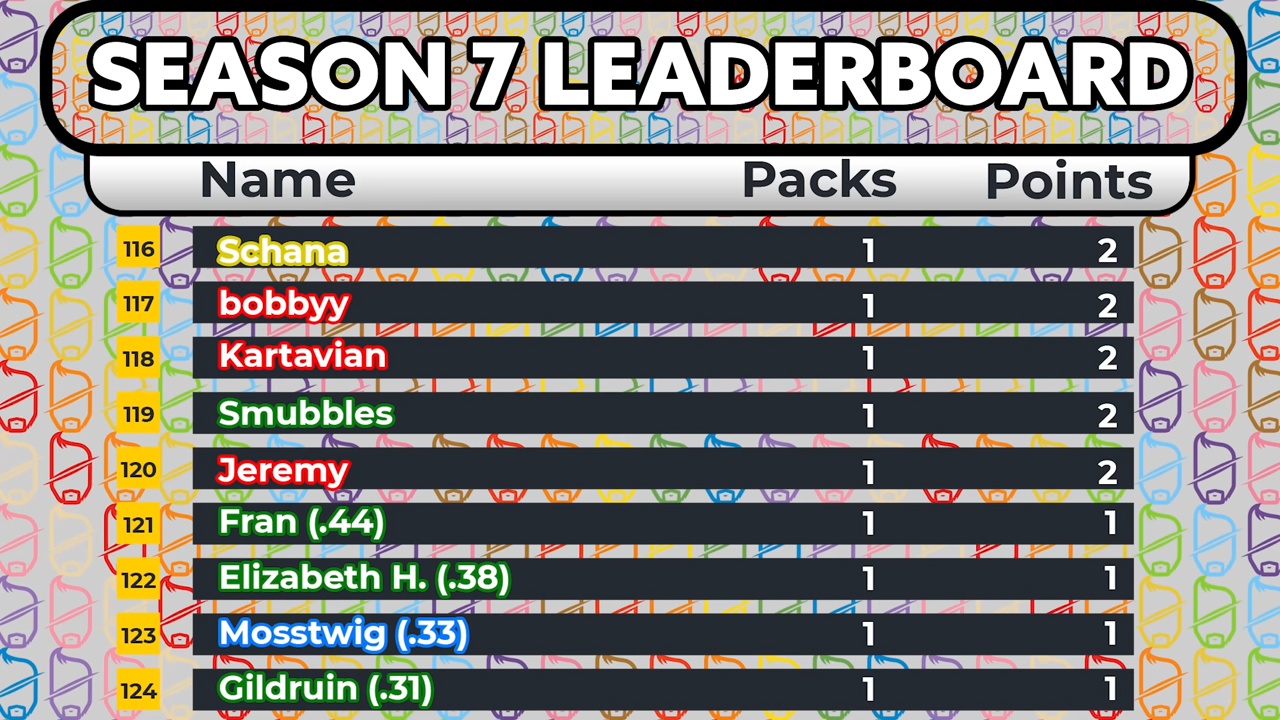 SEASON 7 LEADERBOARD
Name Packs Points
116 Schana 1 2
117 bobbyy 1 2
118 Kartavian 1 2
119 Smubbles 1 2
120 Jeremy 1 2
121 Fran (.44) 1 1
122 Elizabeth H. (.38) 1 1
123 Mosstwig (.33) 1 1
124 Gildruin (.31) 1 1